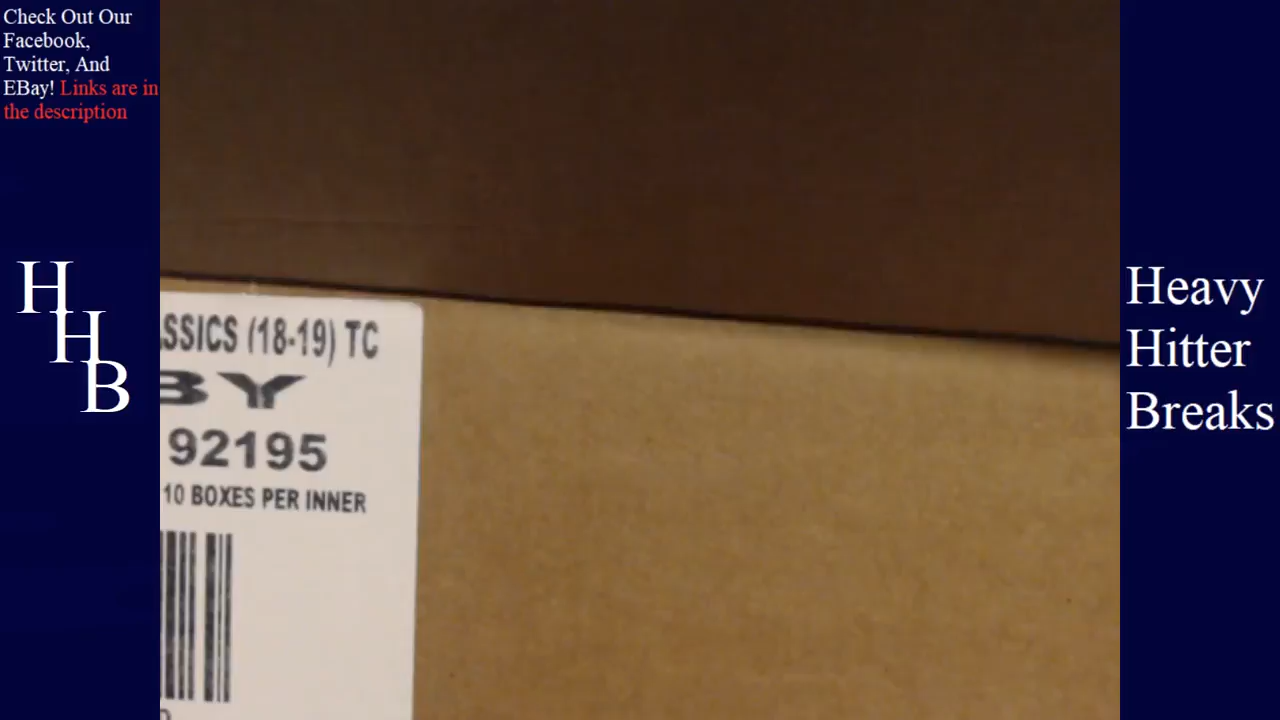 Check Out Our
Facebook,
Twitter, And
EBay! Links are in
the description
H
H
B
Heavy
Hitter
Breaks
SSICS (18-19) TC
BY
92195
10 BOXES PER INNER